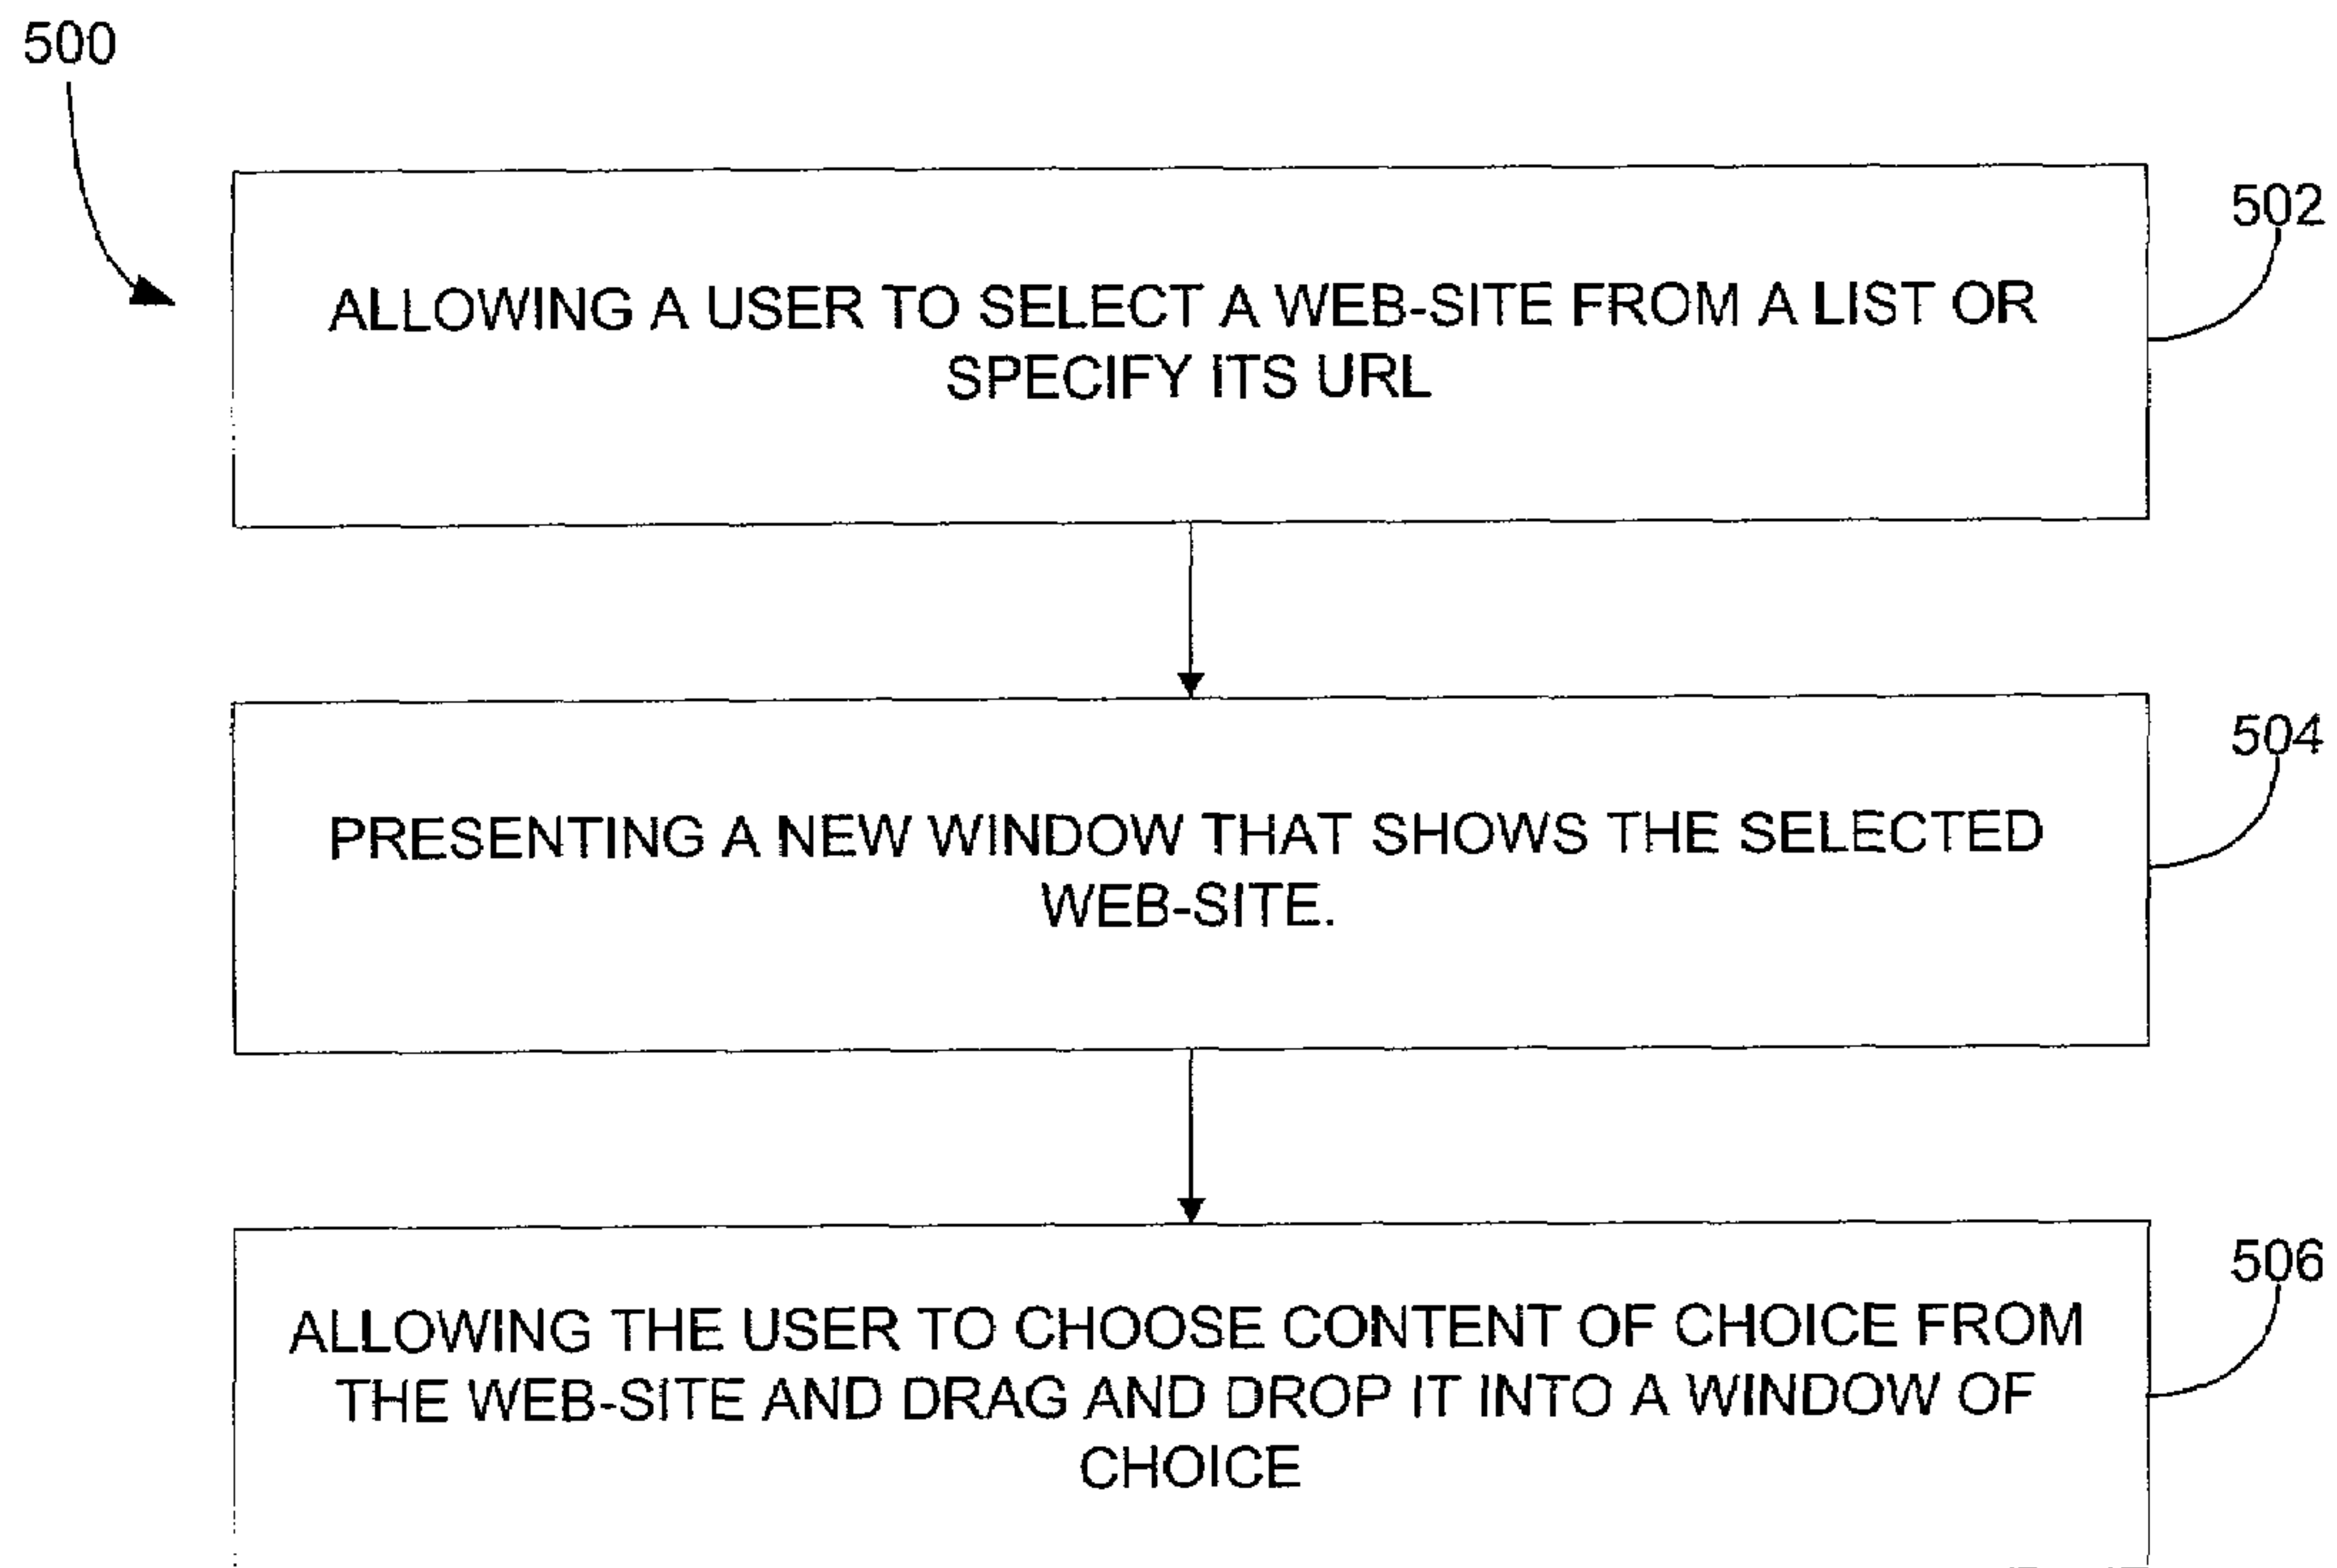 500
502
ALLOWING A USER TO SELECT A WEB-SITE FROM A LIST OR
SPECIFY ITS URL
504
PRESENTING A NEW WINDOW THAT SHOWS THE SELECTED
WEB-SITE.
506
ALLOWING THE USER TO CHOOSE CONTENT OF CHOICE FROM
THE WEB-SITE AND DRAG AND DROP IT INTO A WINDOW OF
CHOICE